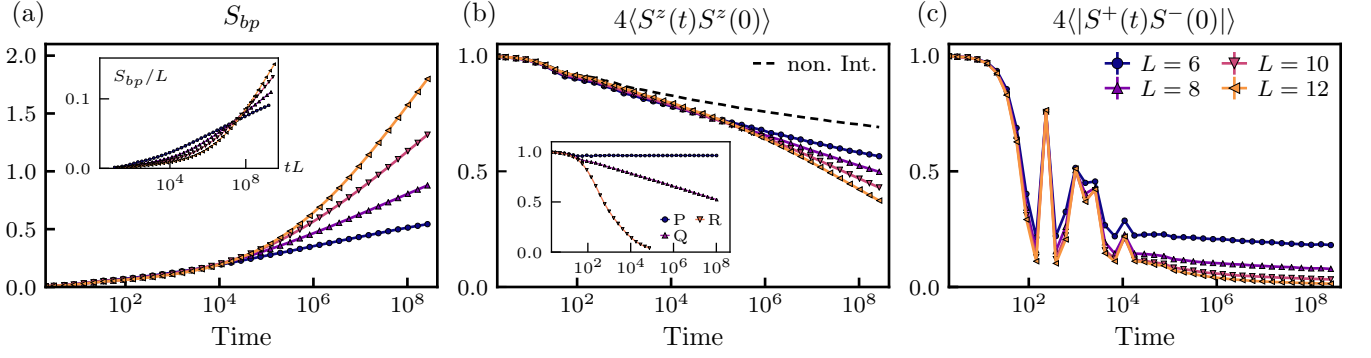 (a)
S_{bp}
2.0
1.5
1.0
0.5
0.0
10^2
10^4
10^6
10^8
Time
S_{bp}/L
0.1
0.0
10^4
10^8
tL
(b)
4⟨S^z(t)S^z(0)⟩
1.0
0.5
0.0
10^2
10^4
10^6
10^8
Time
non. Int.
1.0
0.5
0.0
10^2
10^4
10^6
10^8
P
R
Q
(c)
4⟨|S^+(t)S^-(0)|⟩
1.0
0.5
0.0
10^2
10^4
10^6
10^8
Time
L = 6
L = 8
L = 10
L = 12